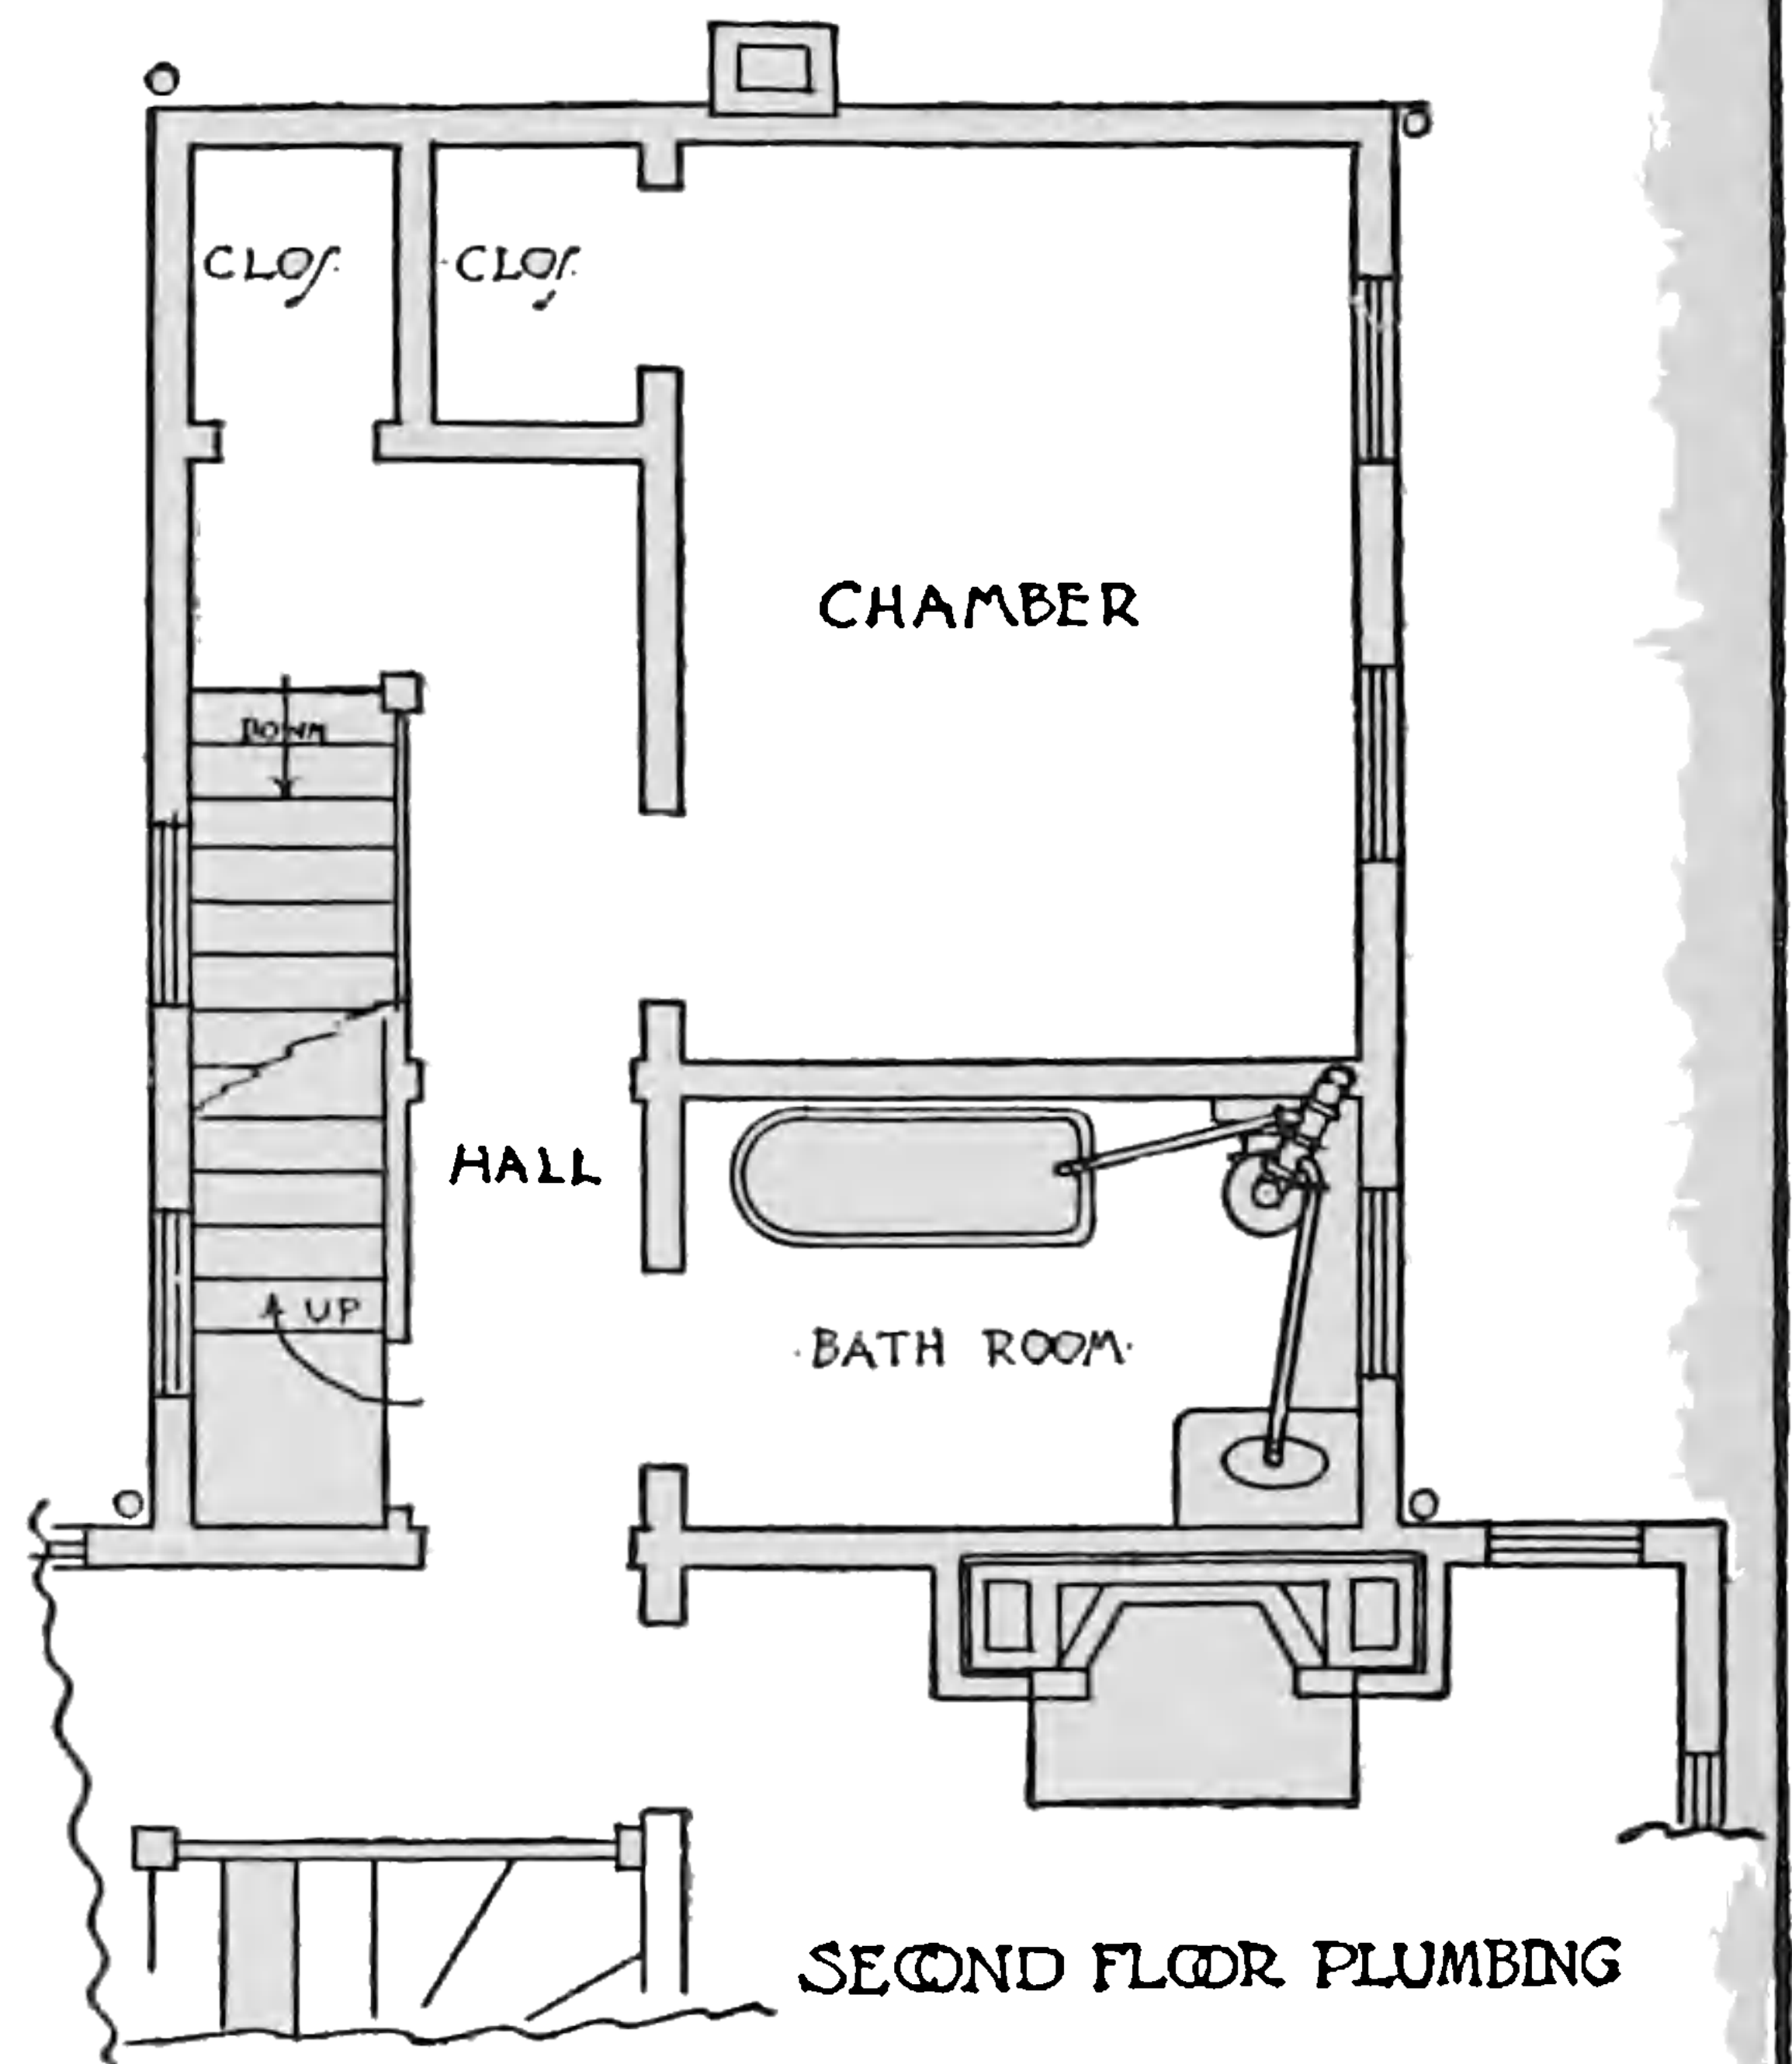 CLOS.
CLOS.
CHAMBER
DOWN
HALL
UP
BATH ROOM
SECOND FLOOR PLUMBING